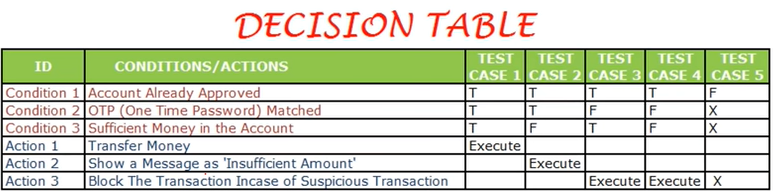 DECISION TABLE
ID CONDITIONS/ACTIONS TEST CASE 1 TEST CASE 2 TEST CASE 3 TEST CASE 4 TEST CASE 5
Condition 1 Account Already Approved T T T T F
Condition 2 OTP (One Time Password) Matched T T F F X
Condition 3 Sufficient Money in the Account T F T F X
Action 1 Transfer Money Execute
Action 2 Show a Message as 'Insufficient Amount' Execute
Action 3 Block The Transaction Incase of Suspicious Transaction Execute Execute X